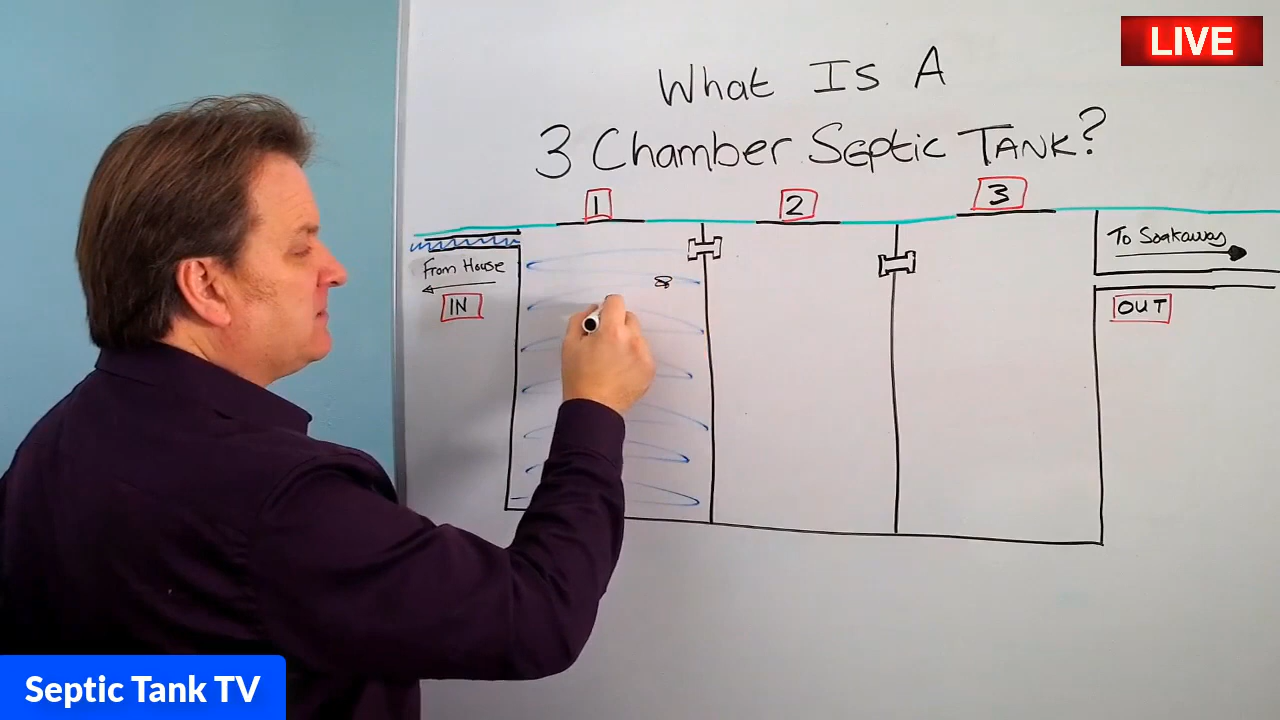 LIVE
What Is A
3 Chamber Septic Tank?
1
2
3
From House
IN
To Soakaway
OUT
Septic Tank TV